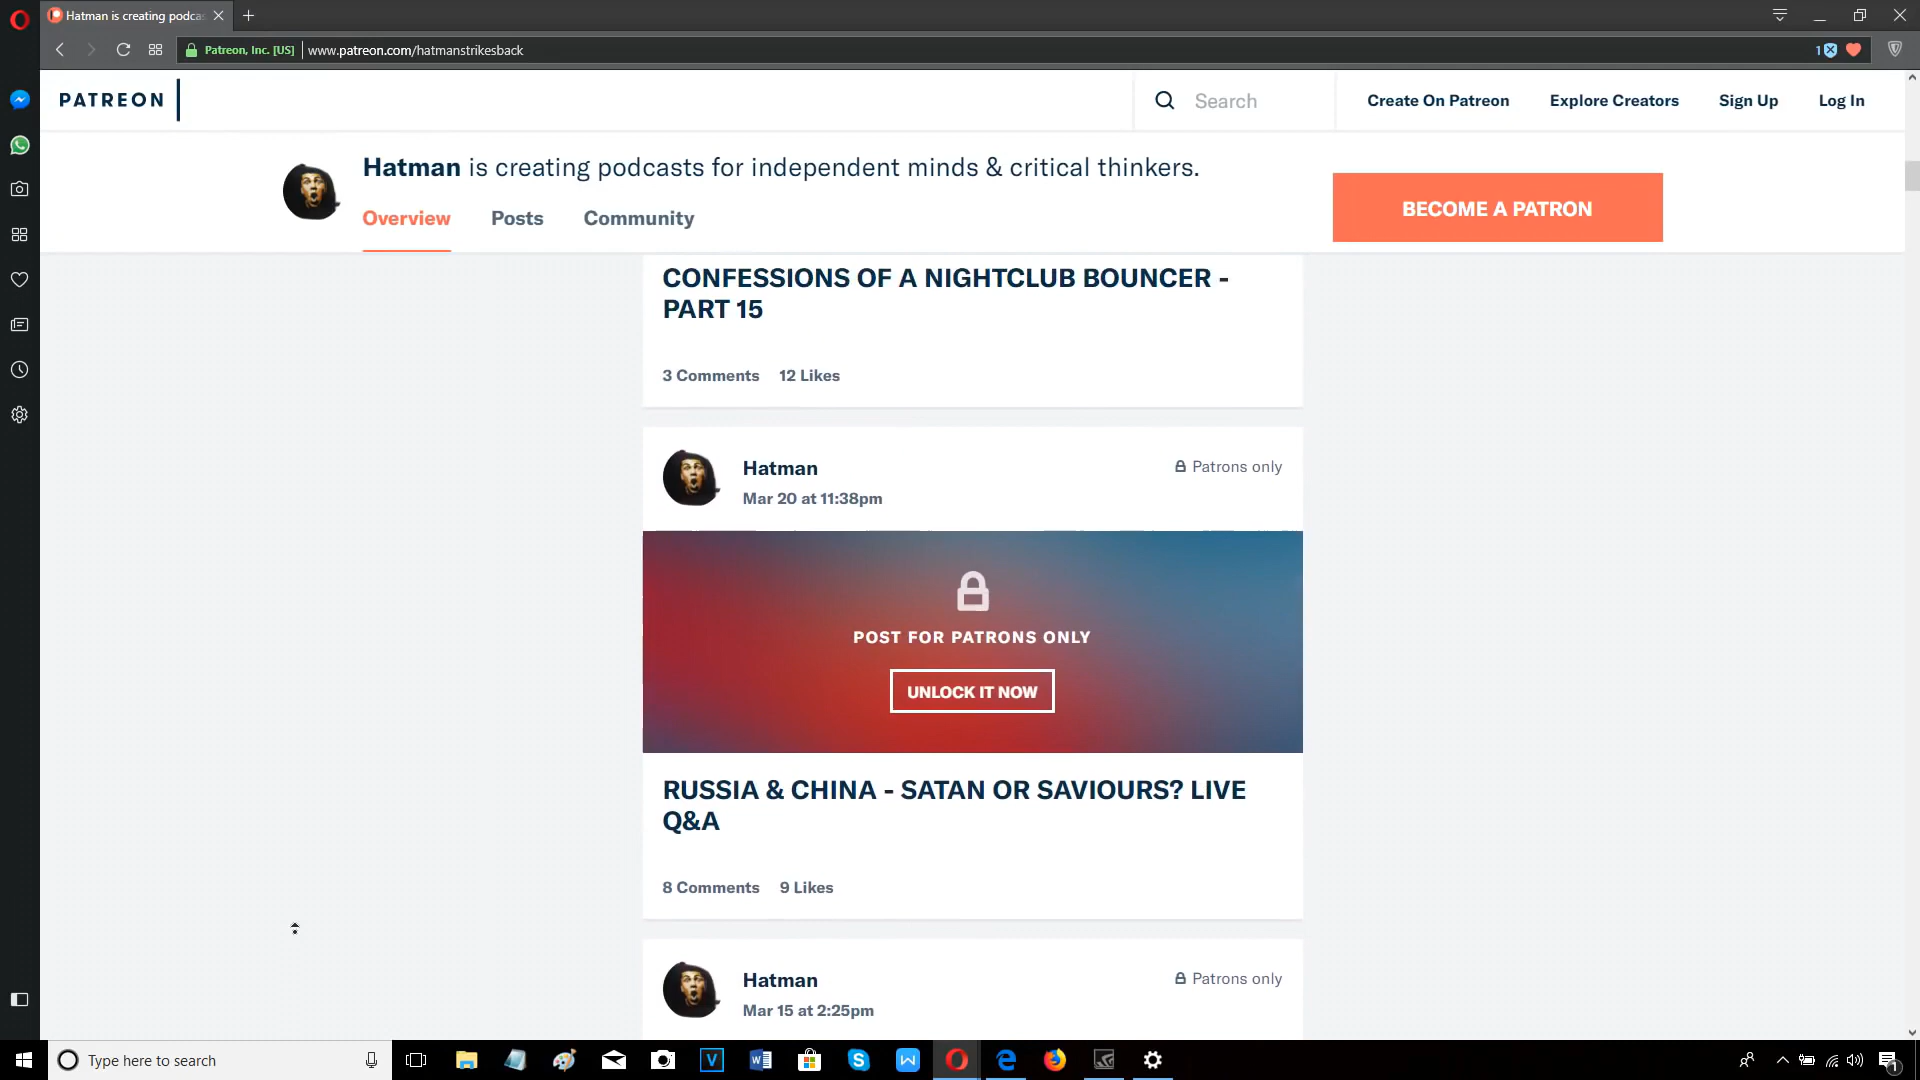 Hatman is creating podca
Patreon, Inc. [US]
www.patreon.com/hatmanstrikesback
1
PATREON
Search
Create On Patreon
Explore Creators
Sign Up
Log In
Hatman is creating podcasts for independent minds & critical thinkers.
Overview
Posts
Community
BECOME A PATRON
CONFESSIONS OF A NIGHTCLUB BOUNCER -
PART 15
3 Comments
12 Likes
Hatman
Patrons only
Mar 20 at 11:38pm
POST FOR PATRONS ONLY
UNLOCK IT NOW
RUSSIA & CHINA - SATAN OR SAVIOURS? LIVE
Q&A
8 Comments
9 Likes
Hatman
Patrons only
Mar 15 at 2:25pm
Type here to search
1